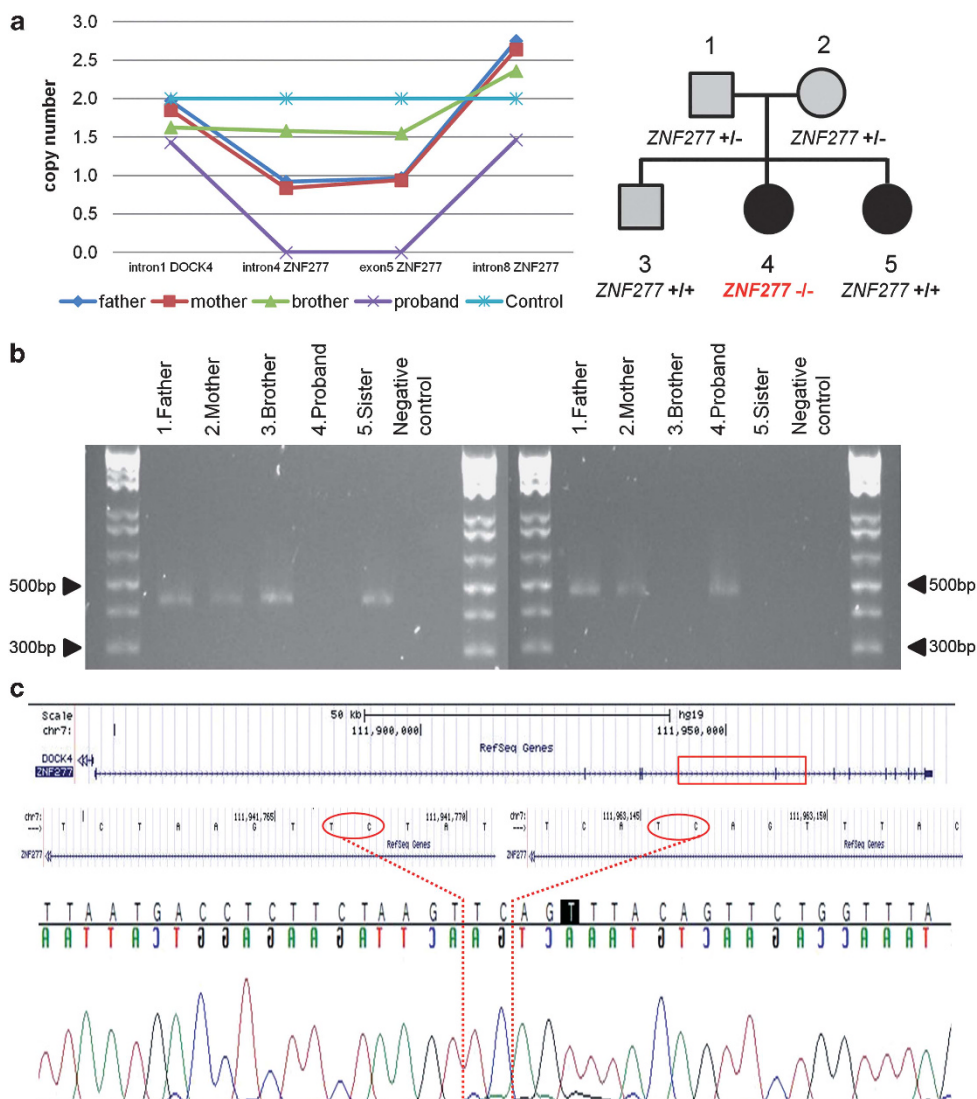 a
3.0
2.5
2.0
1.5
1.0
0.5
0.0
copy number
intron1 DOCK4 intron4 ZNF277 exon5 ZNF277 intron8 ZNF277
father mother brother proband Control
1 2
ZNF277 +/- ZNF277 +/-
3 4 5
ZNF277 +/+ ZNF277 -/- ZNF277 +/+
b
1.Father
2.Mother
3.Brother
4.Proband
5.Sister
Negative control
1.Father
2.Mother
3.Brother
4.Proband
5.Sister
Negative control
500bp 500bp
300bp 300bp
c
Scale 50 kb hg19
chr7: 111,900,000 111,950,000
RefSeq Genes
DOCK4
ZNF277
chr7: 111,941,765 111,941,770
---> T C T A A G T T C T A T
RefSeq Genes
ZNF277
chr7: 111,963,145 111,963,150
---> T C A T C A G T T T A C
RefSeq Genes
ZNF277
T T A A T G A C C T C T T C T A A G T T C A G T T T A C A G T T C T G G T T T A
A A T T A C T G G A G A A G A T T C A A G T C A A A T G T C A A G A C C A A A T